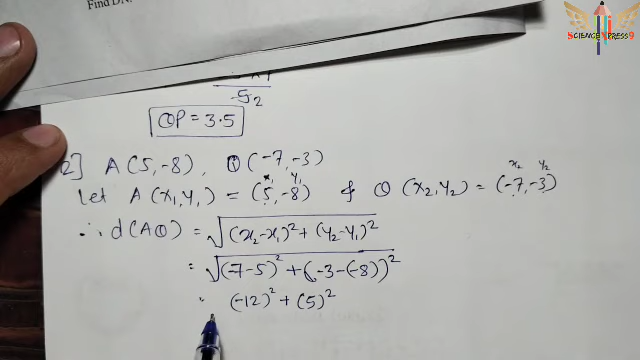 Find DN.
SCIENCEXPRESS9
OP = 3.5
2] A (5, -8), O (-7, -3)
x₁ y₁ x₂ y₂
Let A (x₁, y₁) = (5, -8) & O (x₂, y₂) = (-7, -3)
∴ d(AO) = √(x₂-x₁)² + (y₂-y₁)²
= √(-7-5)² + (-3-(-8))²
(-12)² + (5)²